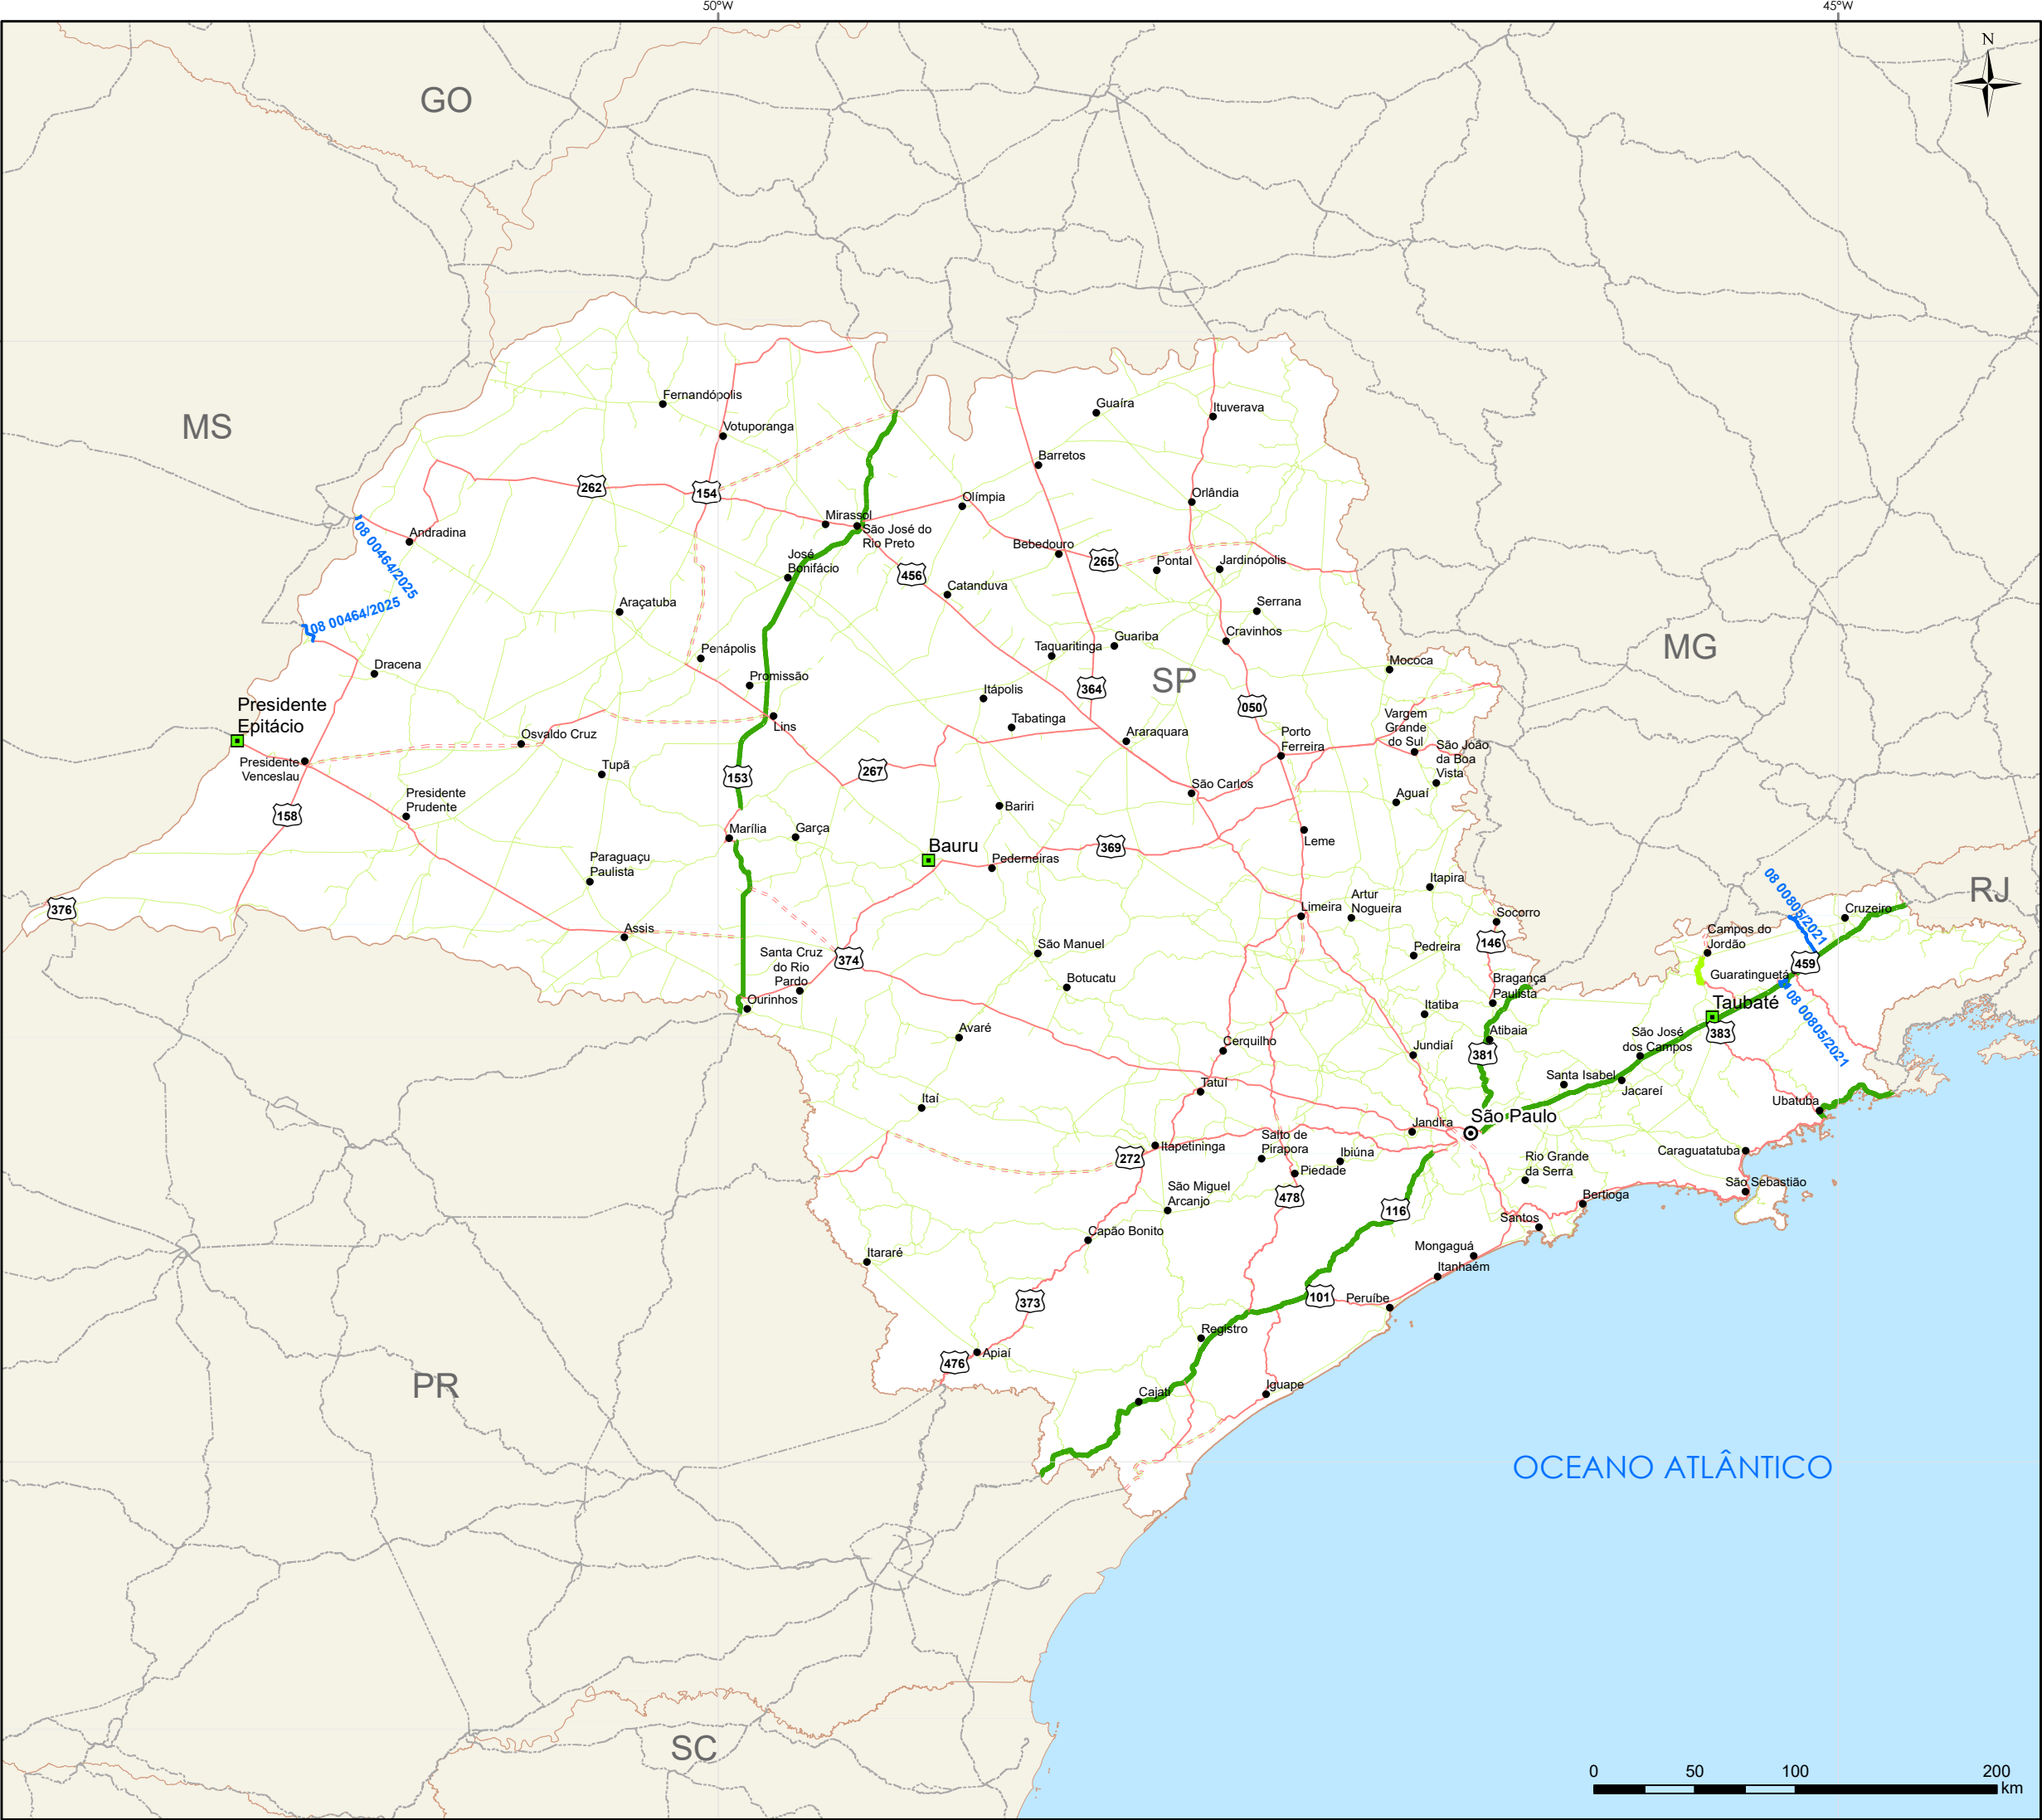 50°W
45°W
N
GO
MS
Fernandópolis
Votuporanga
Guaíra
Ituverava
Barretos
262
154
Olímpia
Orlândia
Mirassol
São José do
Rio Preto
Andradina
08 00464/2025
José
Bonifácio
Bebedouro
265
Pontal
Jardinópolis
456
Catanduva
08 00464/2025
Araçatuba
Serrana
Cravinhos
Guariba
Taquaritinga
MG
Penápolis
Dracena
Promissão
SP
Mococa
364
Itápolis
050
Presidente
Epitácio
Tabatinga
Lins
Osvaldo Cruz
Araraquara
Porto
Ferreira
Vargem
Grande
do Sul
São João
da Boa
Vista
Presidente
Venceslau
Tupã
153
267
São Carlos
Presidente
Prudente
158
Bariri
Aguaí
Marília
Garça
Leme
Bauru
369
Pederneiras
Paraguaçu
Paulista
Itapira
Artur
Nogueira
08 00805/2021
RJ
376
Limeira
Socorro
Cruzeiro
Assis
146
Campos do
Jordão
São Manuel
Pedreira
Santa Cruz
do Rio
Pardo
374
459
Guaratinguetá
Botucatu
Bragança
Paulista
Ourinhos
Itatiba
Taubaté
08 00805/2021
Avaré
Atibaia
383
São José
dos Campos
Cerquilho
Jundiaí
381
Tatuí
Santa Isabel
Jacareí
Itaí
Ubatuba
São Paulo
Jandira
Itapetininga
272
Salto de
Pirapora
Ibiúna
Piedade
Caraguatatuba
Rio Grande
da Serra
São Miguel
Arcanjo
478
São Sebastião
Bertioga
116
Santos
Capão Bonito
Mongaguá
Itararé
Itanhaém
373
101
Peruíbe
Registro
Apiaí
476
PR
Cajati
Iguape
OCEANO ATLÂNTICO
SC
0 50 100 200
km